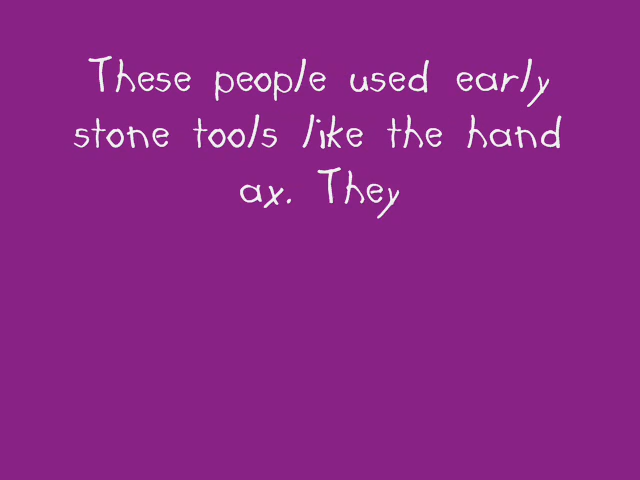 These people used early
stone tools like the hand
ax. They